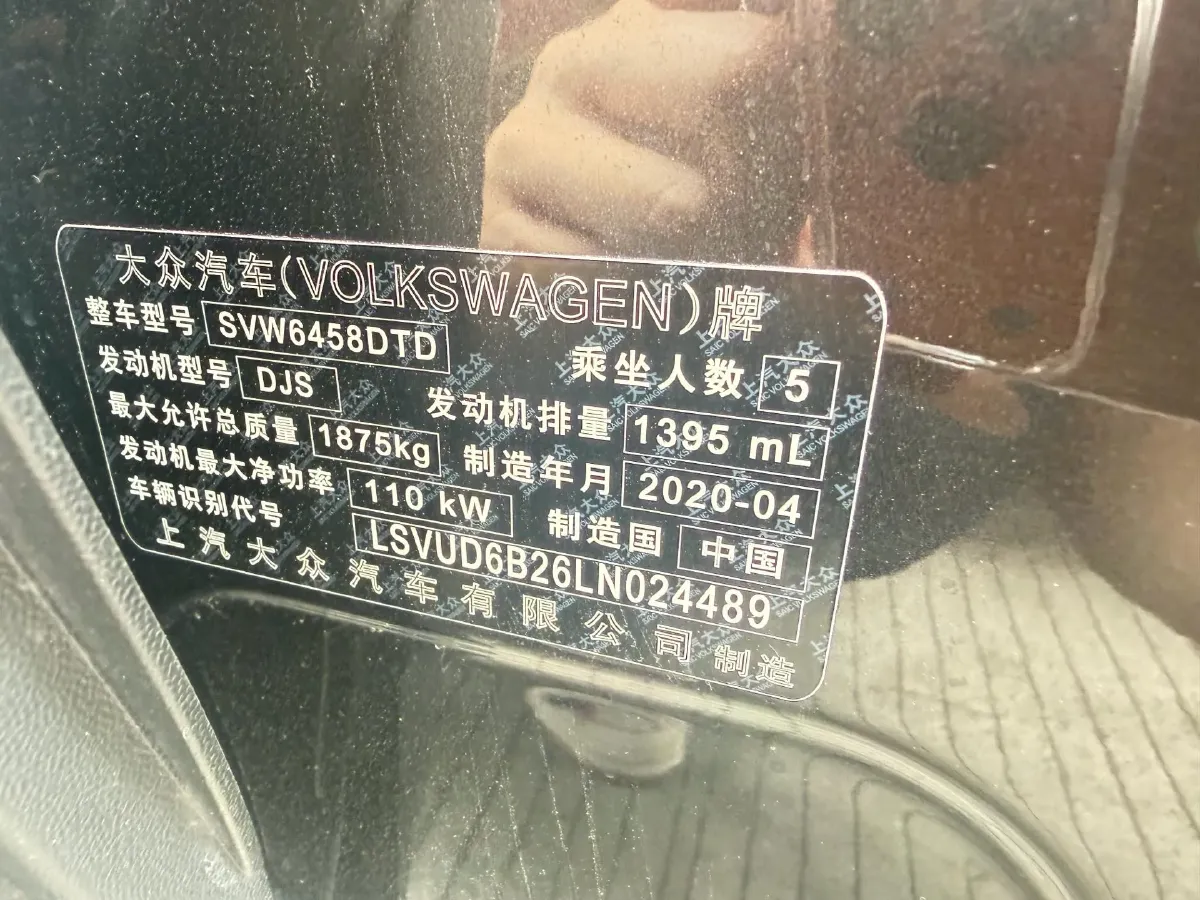 大众汽车(VOLKSWAGEN)牌
整车型号 SVW6458DTD 乘坐人数 5
发动机型号 DJS 发动机排量 1395 mL
最大允许总质量 1875kg 制造年月 2020-04
发动机最大净功率 110 kW 制造国 中国
车辆识别代号 LSVUD6B26LN024489
上汽大众汽车有限公司制造